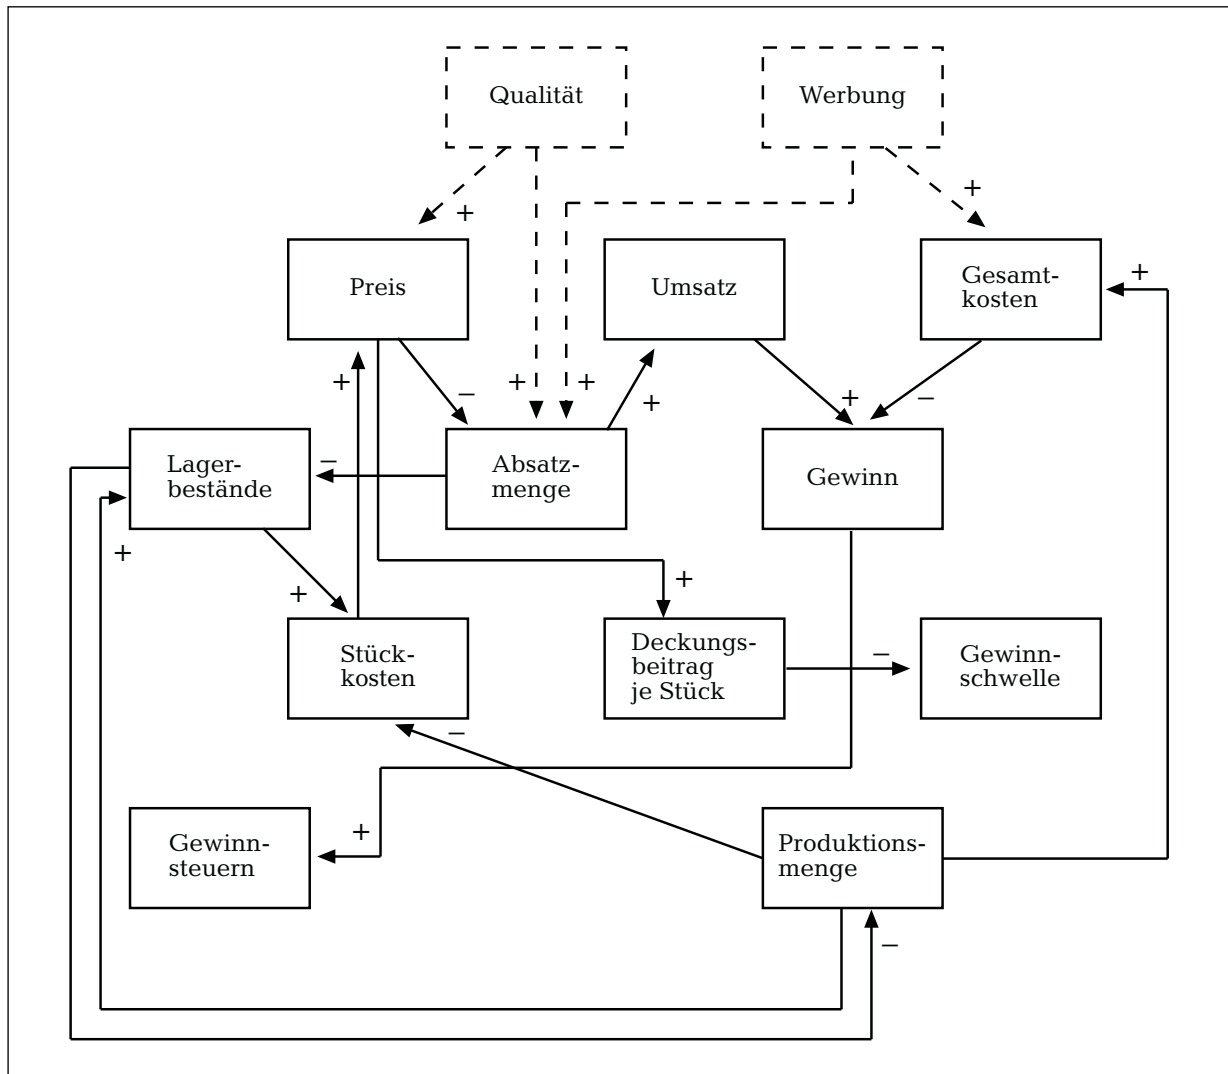 Qualität
Werbung
+
+
Preis
Umsatz
Gesamt-
kosten
+
+
–
+
+
+
+
–
Lager-
bestände
–
Absatz-
menge
Gewinn
+
+
+
Stück-
kosten
Deckungs-
beitrag
je Stück
–
Gewinn-
schwelle
–
Gewinn-
steuern
+
Produktions-
menge
–